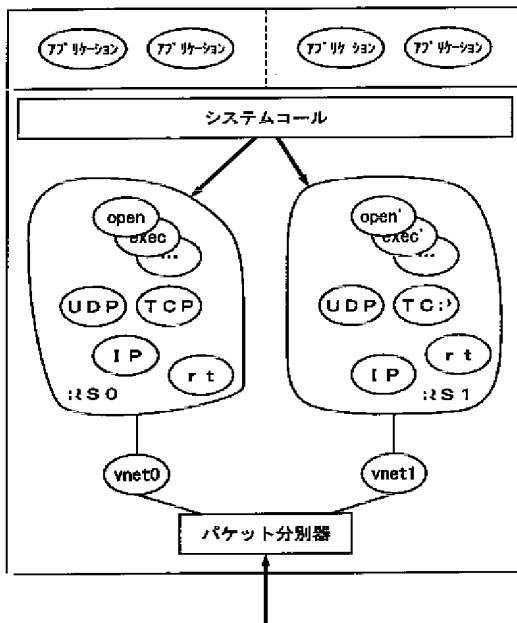 アプリケーション アプリケーション アプリケーション アプリケーション
システムコール
open open'
exec exec'
... ...
UDP TCP UDP
IP rt IP rt
vnet0 vnet1
パケット分別器